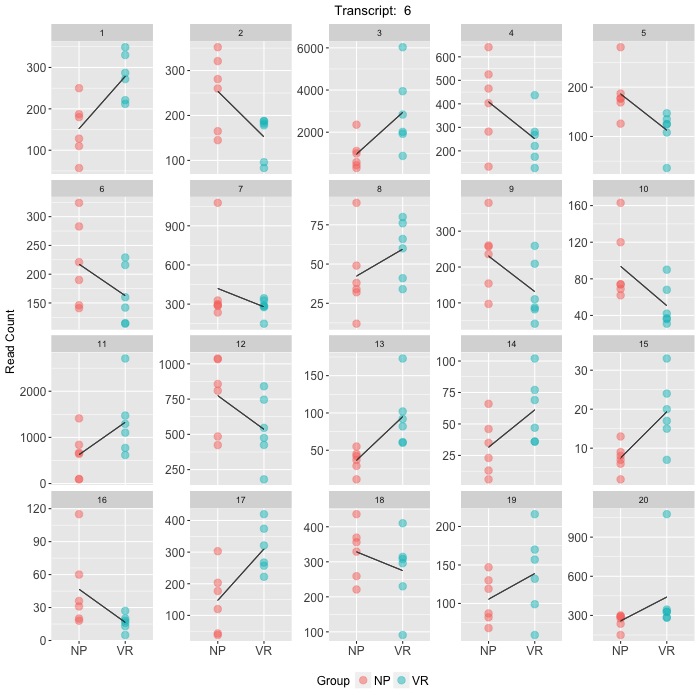 Transcript: 6
Read Count
1 2 3 4 5
300 200 100
300 200 100
6000 4000 2000
600 500 400 300 200
200 100
6 7 8 9 10
300 250 200 150
900 600 300
75 50 25
300 200 100
160 120 80 40
11 12 13 14 15
2000 1000 0
1000 750 500 250
150 100 50
100 75 50 25
30 20 10
16 17 18 19 20
120 90 60 30 0
400 300 200 100
400 300 200 100
200 150 100
900 600 300
NP VR NP VR NP VR NP VR NP VR
Group NP VR